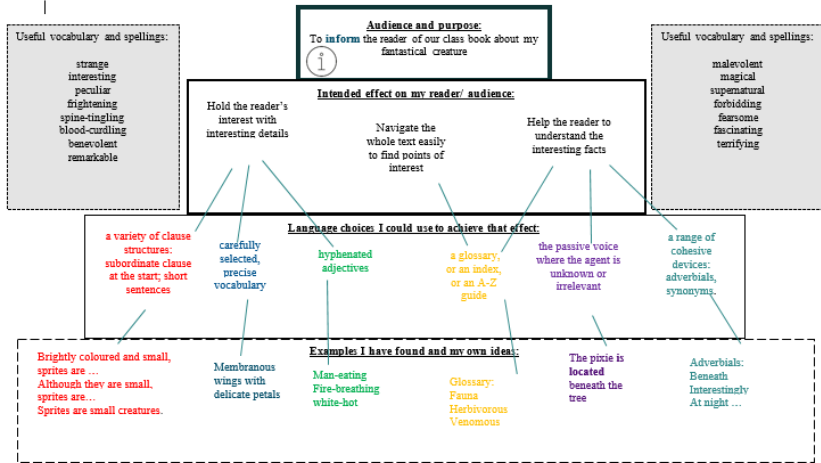 Audience and purpose:
To inform the reader of our class book about my
fantastical creature
Useful vocabulary and spellings:
strange
interesting
peculiar
frightening
spine-tingling
blood-curdling
benevolent
remarkable
Useful vocabulary and spellings:
malevolent
magical
supernatural
forbidding
fearsome
fascinating
terrifying
Intended effect on my reader/ audience:
Hold the reader's
interest with
interesting details
Navigate the
whole text easily
to find points of
interest
Help the reader to
understand the
interesting facts
Language choices I could use to achieve that effect:
a variety of clause
structures:
subordinate clause
at the start; short
sentences
carefully
selected,
precise
vocabulary
hyphenated
adjectives
a glossary,
or an index,
or an A-Z
guide
the passive voice
where the agent is
unknown or
irrelevant
a range of
cohesive
devices:
adverbials,
synonyms.
Examples I have found and my own ideas:
Brightly coloured and small,
sprites are …
Although they are small,
sprites are…
Sprites are small creatures.
Membranous
wings with
delicate petals
Man-eating
Fire-breathing
white-hot
Glossary:
Fauna
Herbivorous
Venomous
The pixie is
located
beneath the
tree
Adverbials:
Beneath
Interestingly
At night …